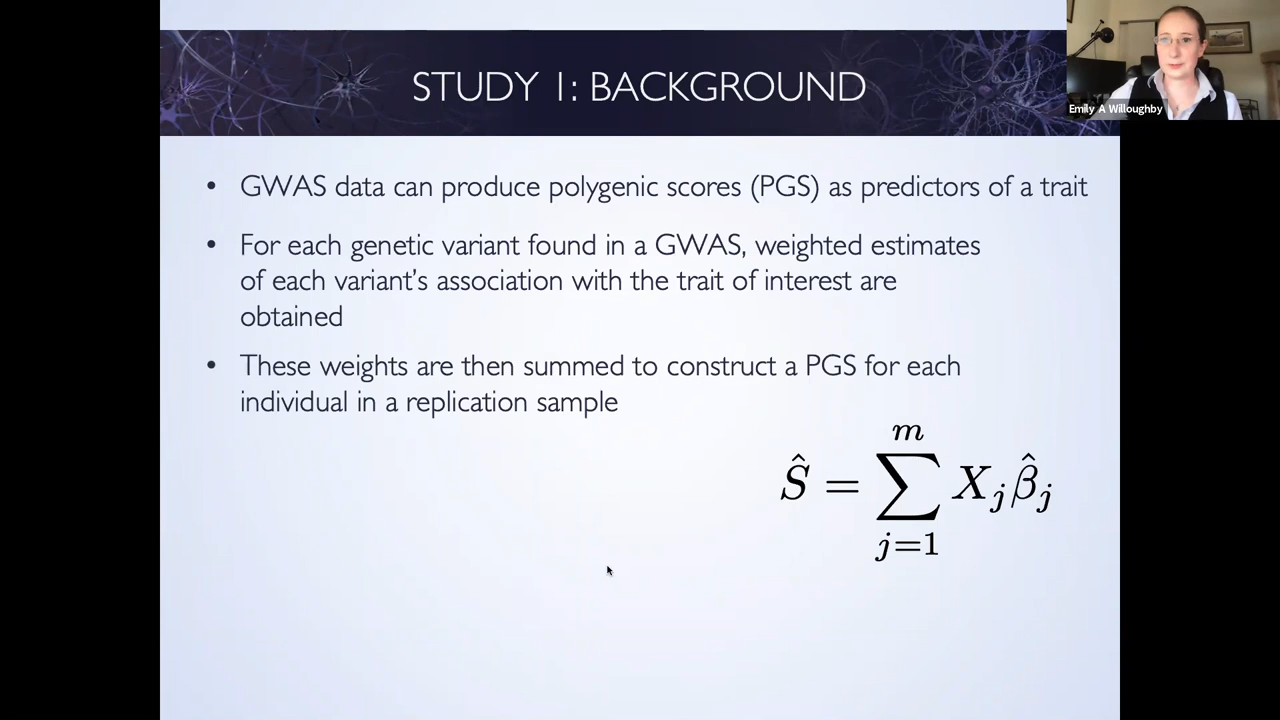 STUDY 1: BACKGROUND
Emily A Willoughby
• GWAS data can produce polygenic scores (PGS) as predictors of a trait
• For each genetic variant found in a GWAS, weighted estimates
of each variant's association with the trait of interest are
obtained
• These weights are then summed to construct a PGS for each
individual in a replication sample
Ŝ = ∑_{j=1}^{m} X_j β̂_j